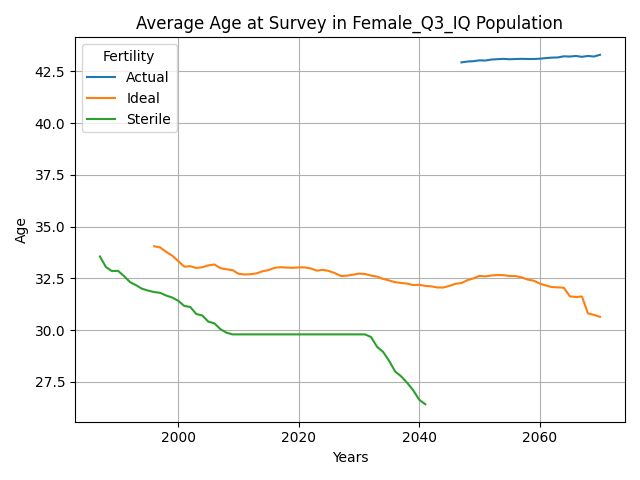 Average Age at Survey in Female_Q3_IQ Population
Fertility
Actual
Ideal
Sterile
Age
42.5
40.0
37.5
35.0
32.5
30.0
27.5
2000
2020
2040
2060
Years